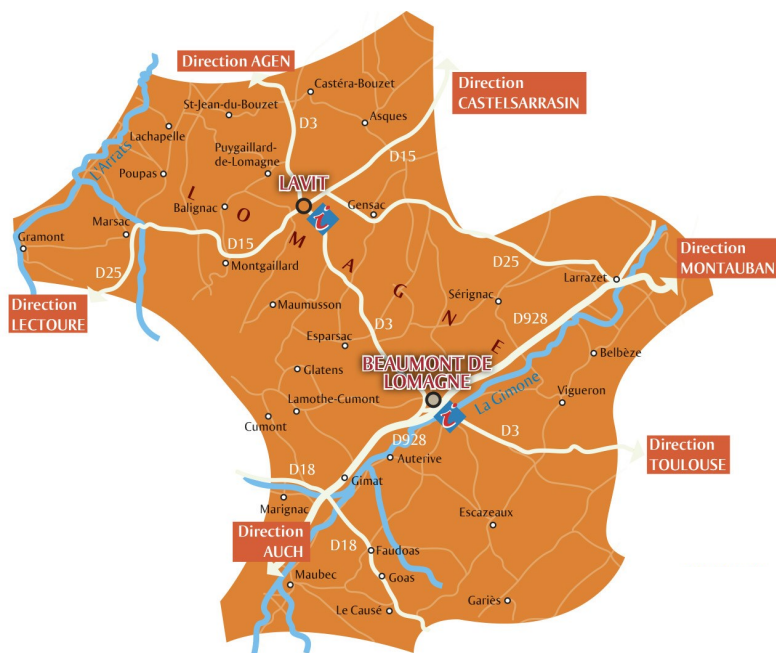 Direction AGEN
Castéra-Bouzet
Direction
CASTELSARRASIN
St-Jean-du-Bouzet
Asques
D3
Lachapelle
Puygaillard-
de-Lomagne
D15
L'Arrats
Poupas
LAVIT
i
Gensac
Balignac
LOMAGNE
Marsac
Gramont
D15
Montgaillard
D25
D25
Direction
MONTAUBAN
Larrazet
Direction
LECTOURE
Maumusson
Sérignac
D3
D928
Esparsac
Belbèze
BEAUMONT DE
LOMAGNE
Glatens
La Gimone
Vigueron
i
Lamothe-Cumont
Cumont
D928
D3
Direction
TOULOUSE
Auterive
D18
Gimat
Marignac
Escazeaux
Direction
AUCH
D18
Faudoas
Maubec
Goas
Gariès
Le Causé